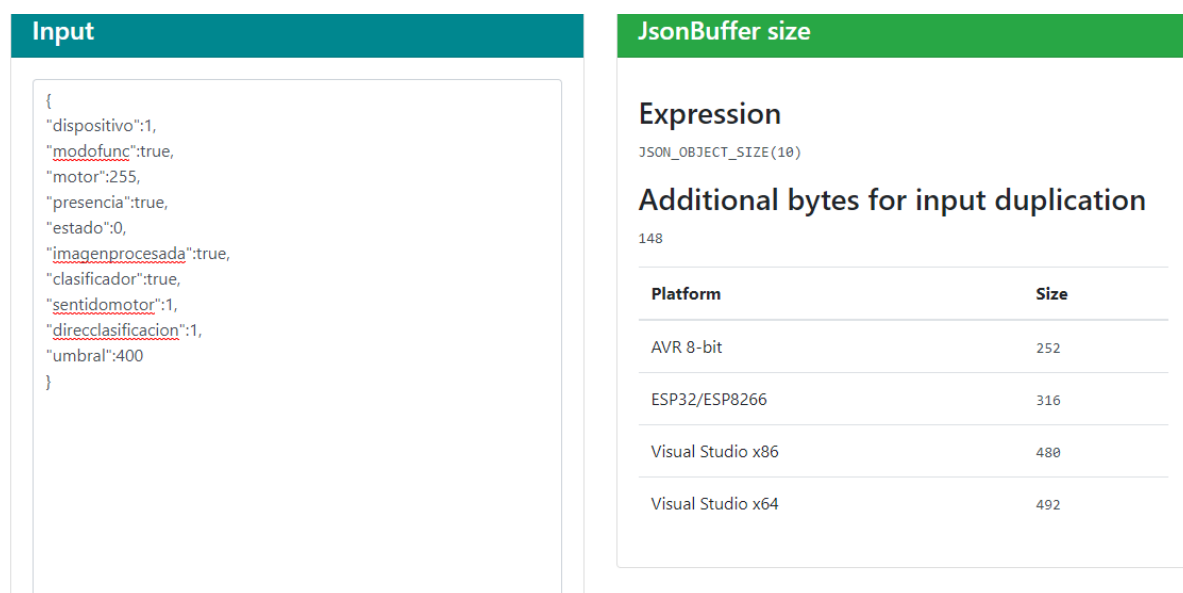 Input
{
"dispositivo":1,
"modofunc":true,
"motor":255,
"presencia":true,
"estado":0,
"imagenprocesada":true,
"clasificador":true,
"sentidomotor":1,
"direcclasificacion":1,
"umbral":400
}
JsonBuffer size
Expression
JSON_OBJECT_SIZE(10)
Additional bytes for input duplication
148
Platform Size
AVR 8-bit 252
ESP32/ESP8266 316
Visual Studio x86 480
Visual Studio x64 492